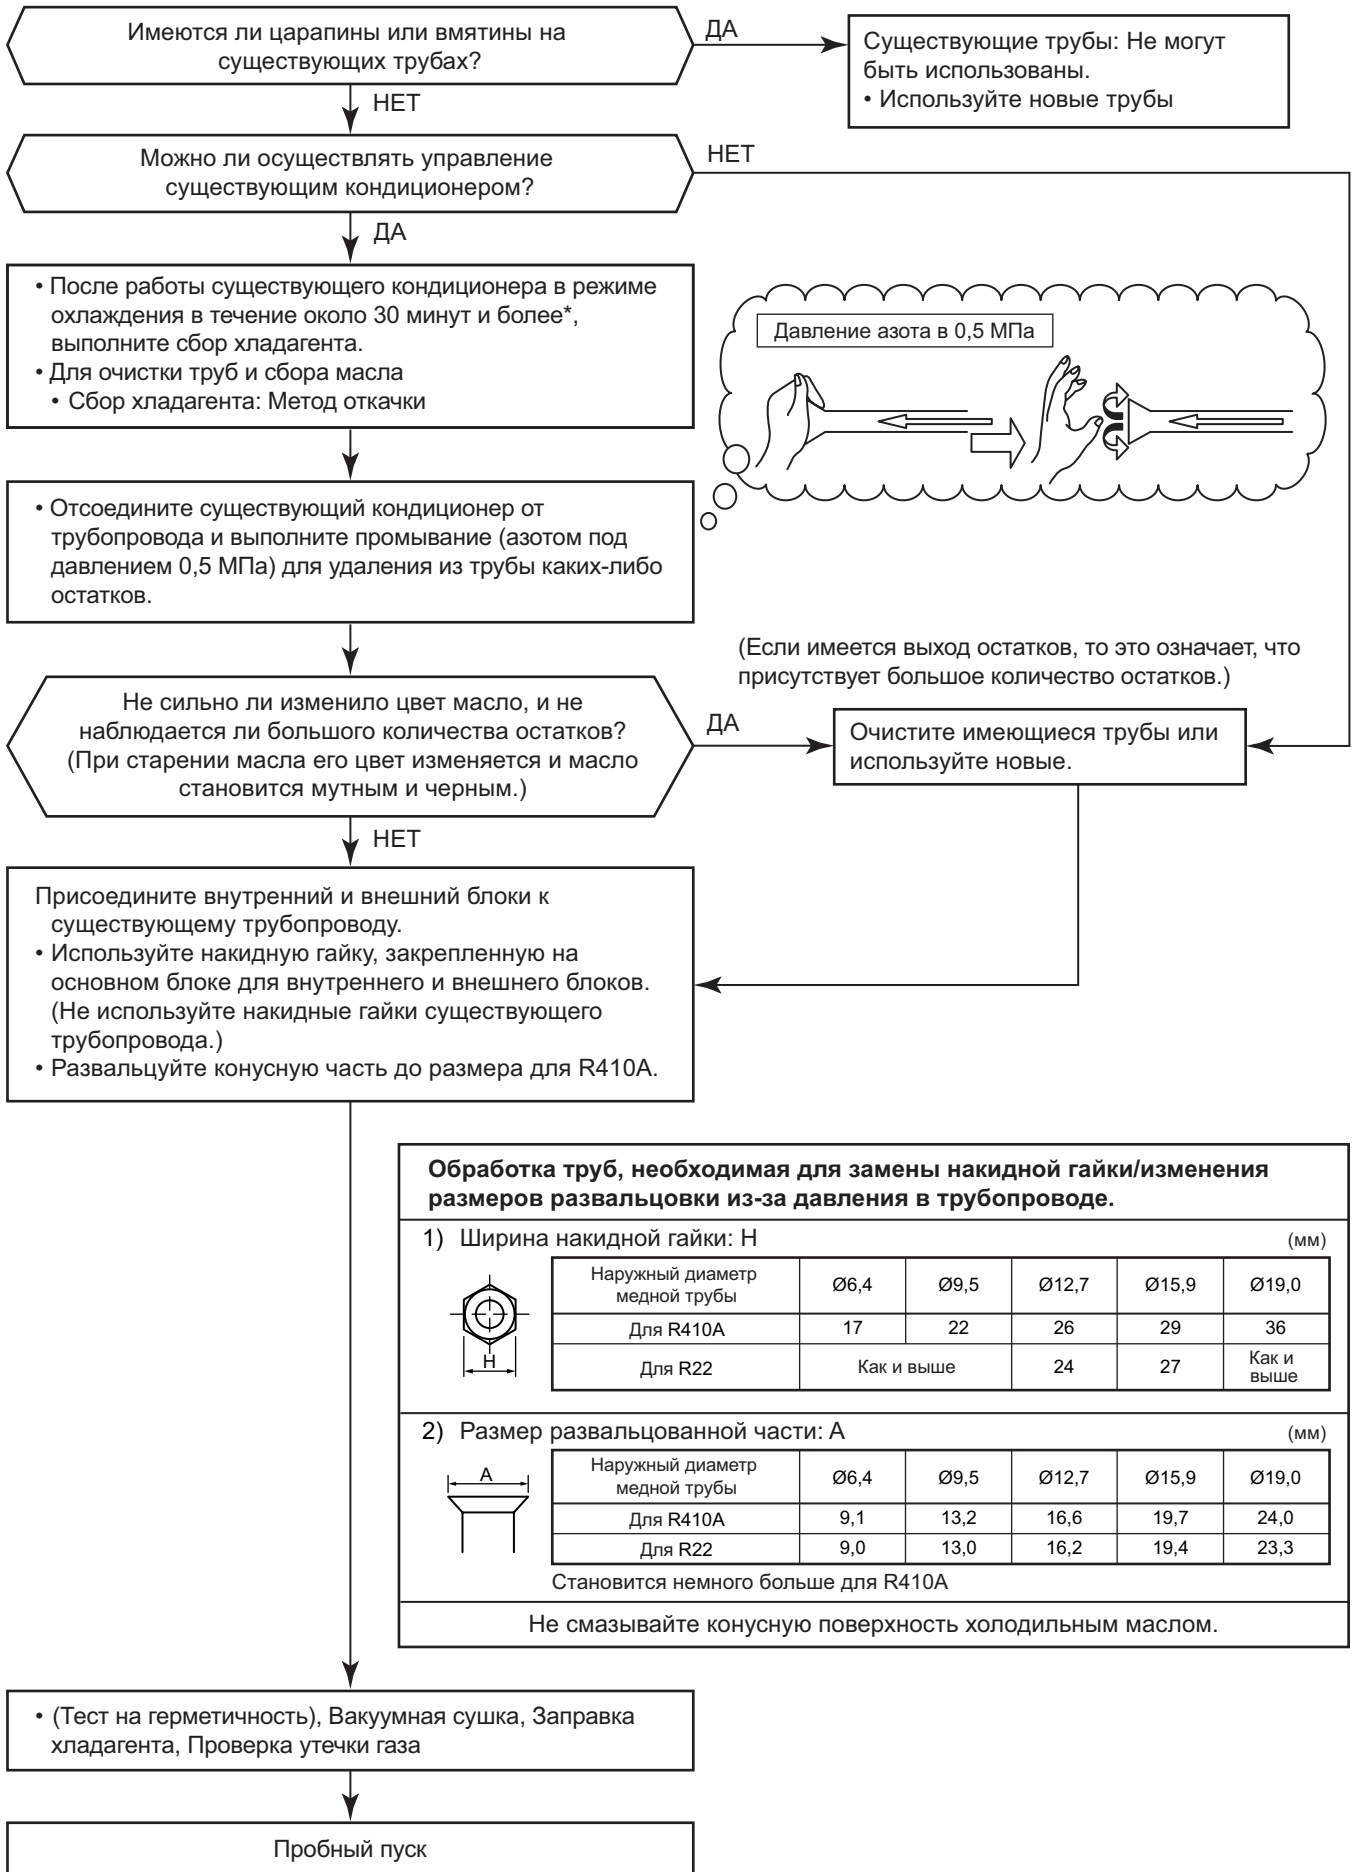 Имеются ли царапины или вмятины на
существующих трубах?
ДА
Существующие трубы: Не могут
быть использованы.
• Используйте новые трубы
НЕТ
Можно ли осуществлять управление
существующим кондиционером?
НЕТ
ДА
• После работы существующего кондиционера в режиме
охлаждения в течение около 30 минут и более*,
выполните сбор хладагента.
• Для очистки труб и сбора масла
• Сбор хладагента: Метод откачки
Давление азота в 0,5 МПа
• Отсоедините существующий кондиционер от
трубопровода и выполните промывание (азотом под
давлением 0,5 МПа) для удаления из трубы каких-либо
остатков.
(Если имеется выход остатков, то это означает, что
присутствует большое количество остатков.)
Не сильно ли изменило цвет масло, и не
наблюдается ли большого количества остатков?
(При старении масла его цвет изменяется и масло
становится мутным и черным.)
ДА
Очистите имеющиеся трубы или
используйте новые.
НЕТ
Присоедините внутренний и внешний блоки к
существующему трубопроводу.
• Используйте накидную гайку, закрепленную на
основном блоке для внутреннего и внешнего блоков.
(Не используйте накидные гайки существующего
трубопровода.)
• Развальцуйте конусную часть до размера для R410A.
Обработка труб, необходимая для замены накидной гайки/изменения
размеров развальцовки из-за давления в трубопроводе.
1) Ширина накидной гайки: H (мм)
Наружный диаметр
медной трубы Ø6,4 Ø9,5 Ø12,7 Ø15,9 Ø19,0
Для R410A 17 22 26 29 36
Для R22 Как и выше 24 27 Как и
выше
H
2) Размер развальцованной части: A (мм)
Наружный диаметр
медной трубы Ø6,4 Ø9,5 Ø12,7 Ø15,9 Ø19,0
A
Для R410A 9,1 13,2 16,6 19,7 24,0
Для R22 9,0 13,0 16,2 19,4 23,3
Становится немного больше для R410A
Не смазывайте конусную поверхность холодильным маслом.
• (Тест на герметичность), Вакуумная сушка, Заправка
хладагента, Проверка утечки газа
Пробный пуск